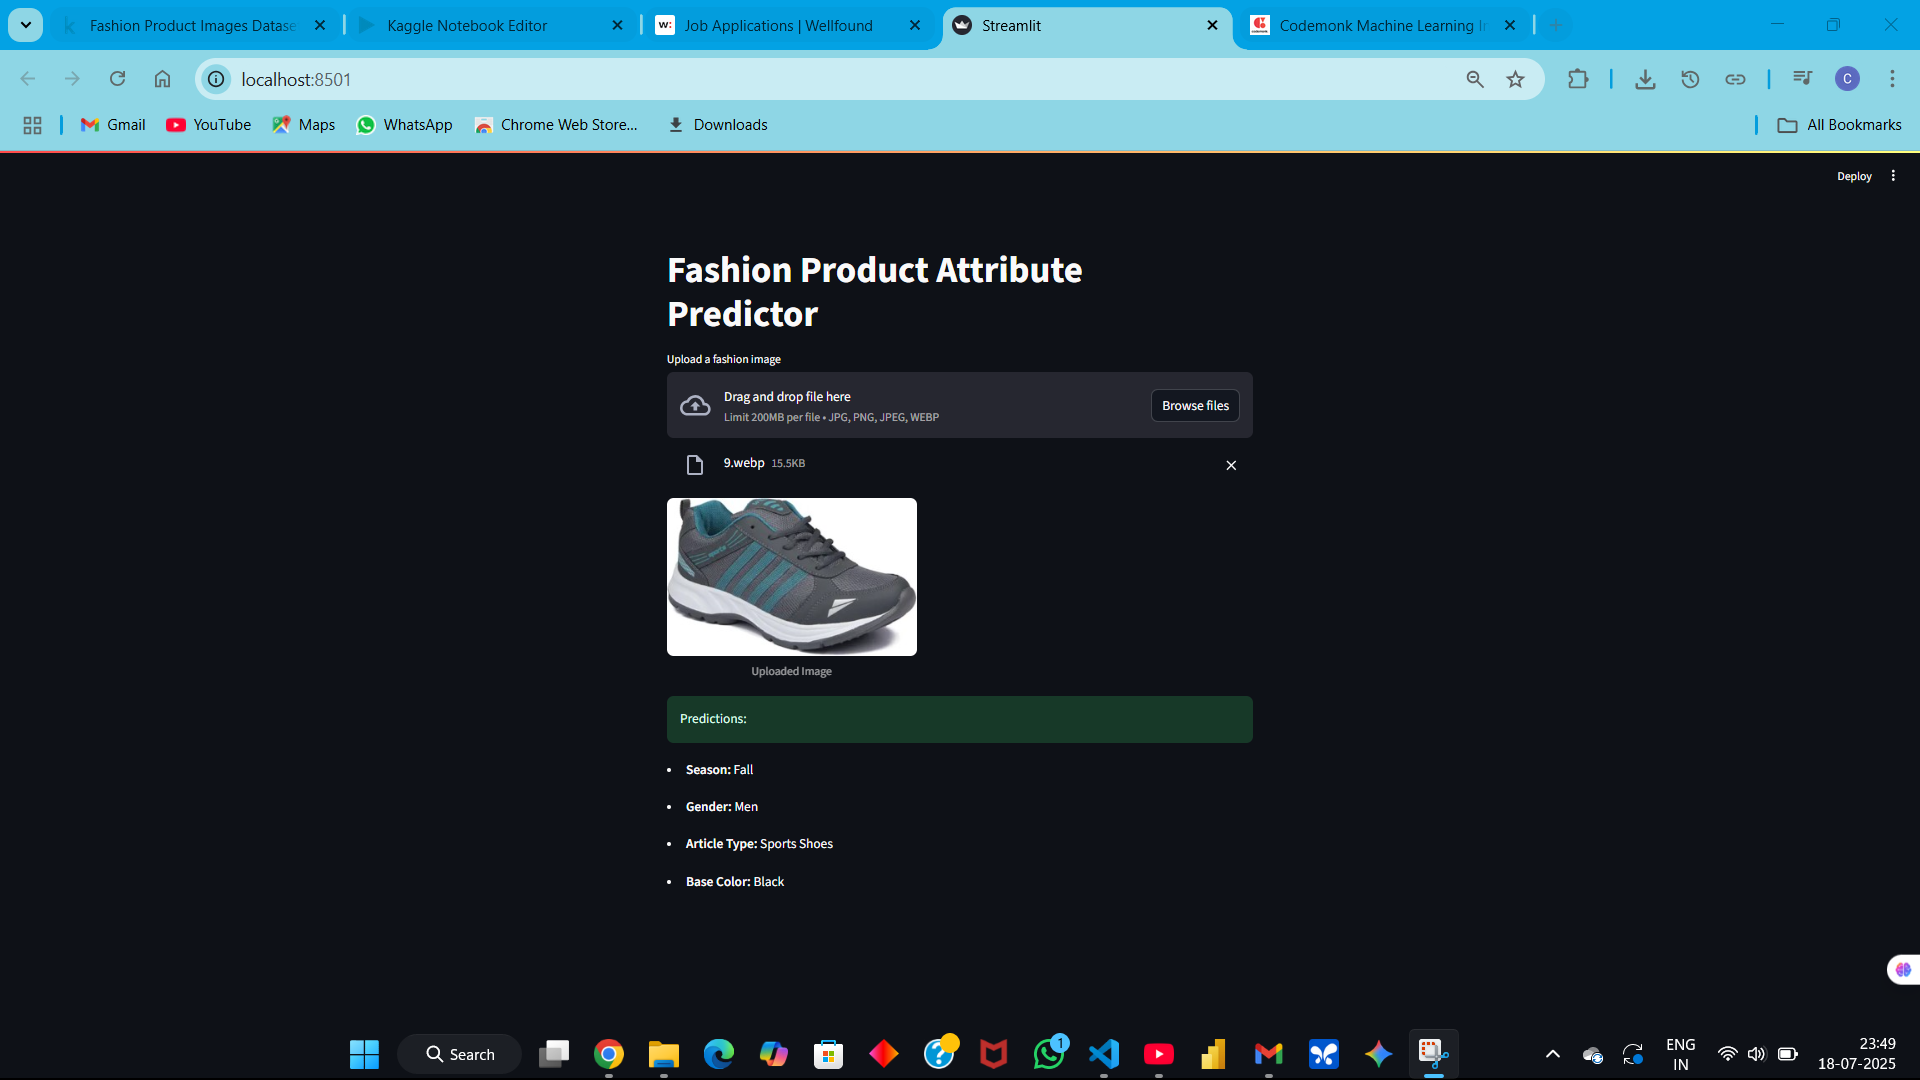 Fashion Product Images Datase
Kaggle Notebook Editor
w: Job Applications | Wellfound
Streamlit
Codemonk Machine Learning In
localhost:8501
C
Gmail
YouTube
Maps
WhatsApp
Chrome Web Store...
Downloads
All Bookmarks
Deploy
Fashion Product Attribute
Predictor
Upload a fashion image
Drag and drop file here
Limit 200MB per file • JPG, PNG, JPEG, WEBP
Browse files
9.webp 15.5KB
Uploaded Image
Predictions:
• Season: Fall
• Gender: Men
• Article Type: Sports Shoes
• Base Color: Black
Search
1
ENG
IN
23:49
18-07-2025